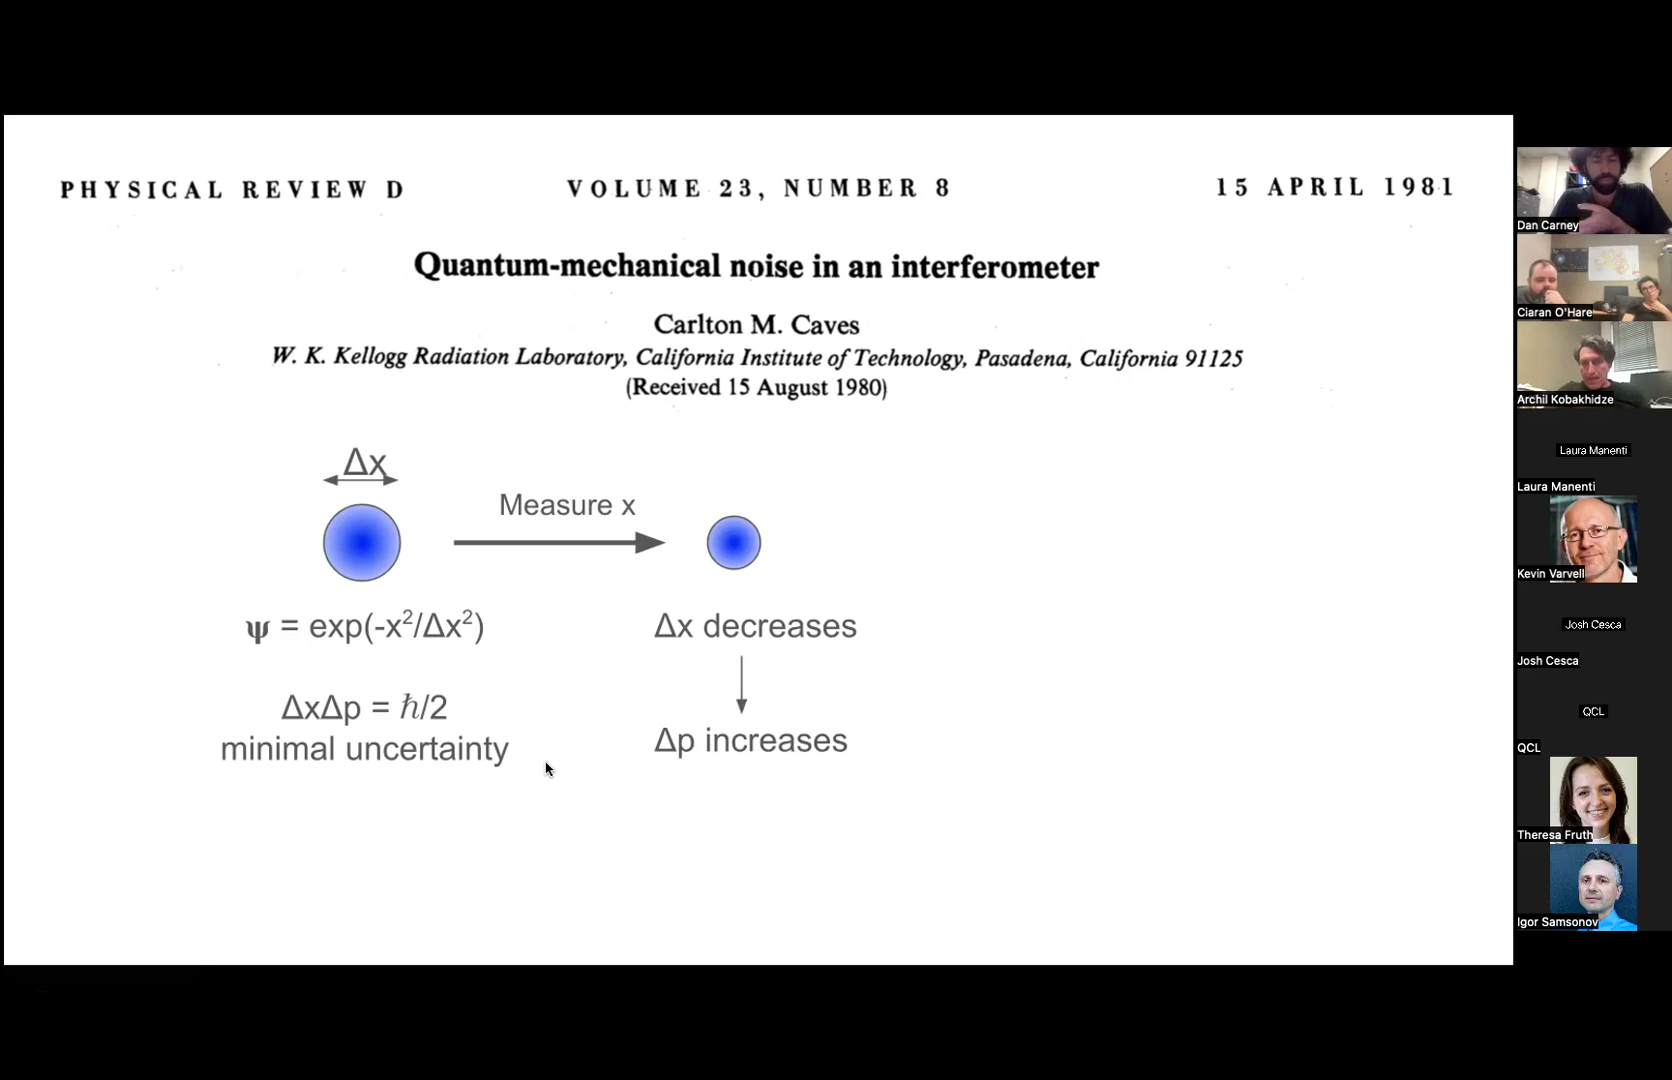 PHYSICAL REVIEW D VOLUME 23, NUMBER 8 15 APRIL 1981
Quantum-mechanical noise in an interferometer
Carlton M. Caves
W. K. Kellogg Radiation Laboratory, California Institute of Technology, Pasadena, California 91125
(Received 15 August 1980)
Δx
Measure x
ψ = exp(-x²/Δx²)
ΔxΔp = ℏ/2
minimal uncertainty
Δx decreases
Δp increases
Dan Carney
Ciaran O'Hare
Archil Kobakhidze
Laura Manenti
Laura Manenti
Kevin Varvell
Josh Cesca
Josh Cesca
QCL
QCL
Theresa Fruth
Igor Samsonov